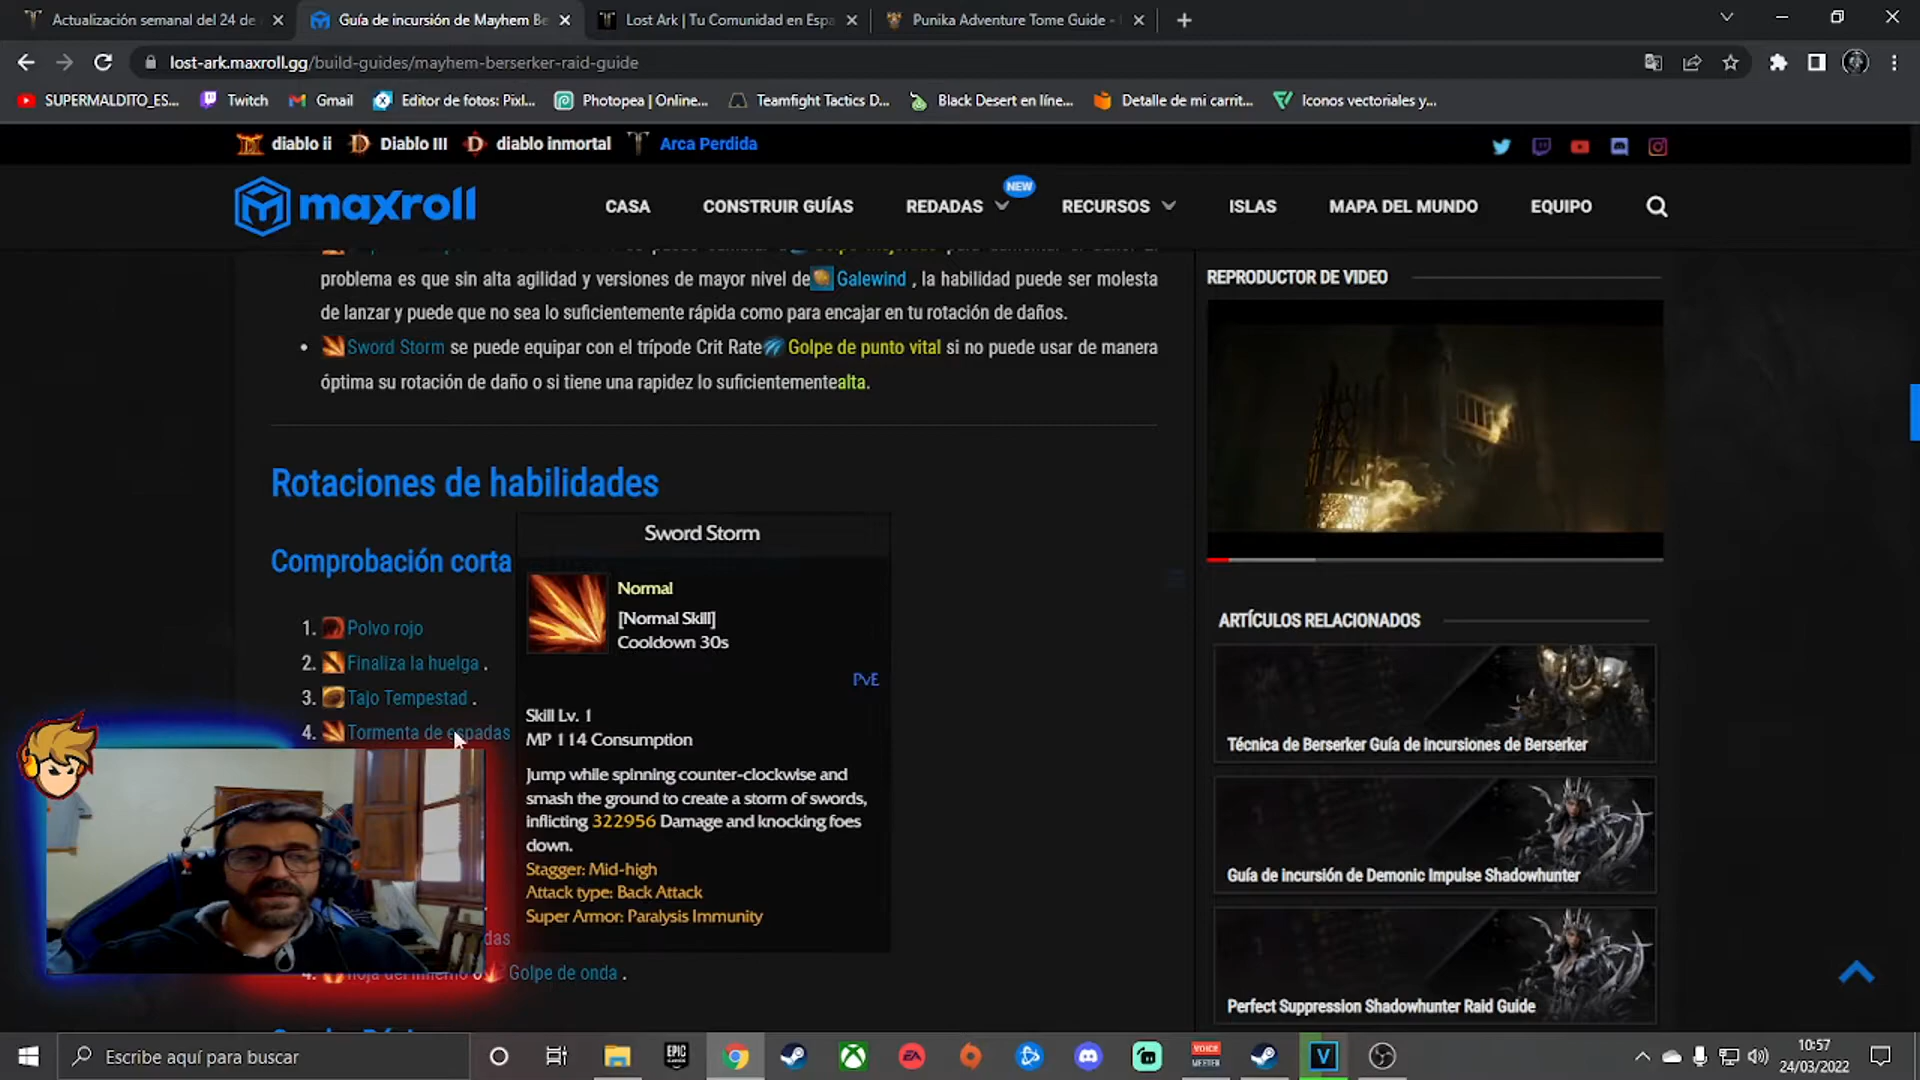 Actualización semanal del 24 de
Guía de incursión de Mayhem Be
Lost Ark | Tu Comunidad en Espa
Punika Adventure Tome Guide -
lost-ark.maxroll.gg/build-guides/mayhem-berserker-raid-guide
SUPERMALDITO_ES...
Twitch
Gmail
Editor de fotos: Pixl...
Photopea | Online...
Teamfight Tactics D...
Black Desert en líne...
Detalle de mi carrit...
Iconos vectoriales y...
diablo ii
Diablo III
diablo inmortal
Arca Perdida
maxroll
CASA
CONSTRUIR GUÍAS
REDADAS
NEW
RECURSOS
ISLAS
MAPA DEL MUNDO
EQUIPO
problema es que sin alta agilidad y versiones de mayor nivel de Galewind , la habilidad puede ser molesta
de lanzar y puede que no sea lo suficientemente rápida como para encajar en tu rotación de daños.
• Sword Storm se puede equipar con el trípode Crit Rate Golpe de punto vital si no puede usar de manera
óptima su rotación de daño o si tiene una rapidez lo suficientementealta.
Rotaciones de habilidades
Comprobación corta
1. Polvo rojo
2. Finaliza la huelga .
3. Tajo Tempestad .
4. Tormenta de espadas
Sword Storm
Normal
[Normal Skill]
Cooldown 30s
PvE
Skill Lv. 1
MP 114 Consumption
Jump while spinning counter-clockwise and
smash the ground to create a storm of swords,
inflicting 322956 Damage and knocking foes
down.
Stagger: Mid-high
Attack type: Back Attack
Super Armor: Paralysis Immunity
das
Golpe de onda .
REPRODUCTOR DE VIDEO
ARTÍCULOS RELACIONADOS
Técnica de Berserker Guía de incursiones de Berserker
Guía de incursión de Demonic Impulse Shadowhunter
Perfect Suppression Shadowhunter Raid Guide
Escribe aquí para buscar
EPIC
GAMES
EA
VOICE
MEETER
V
10:57
24/03/2022